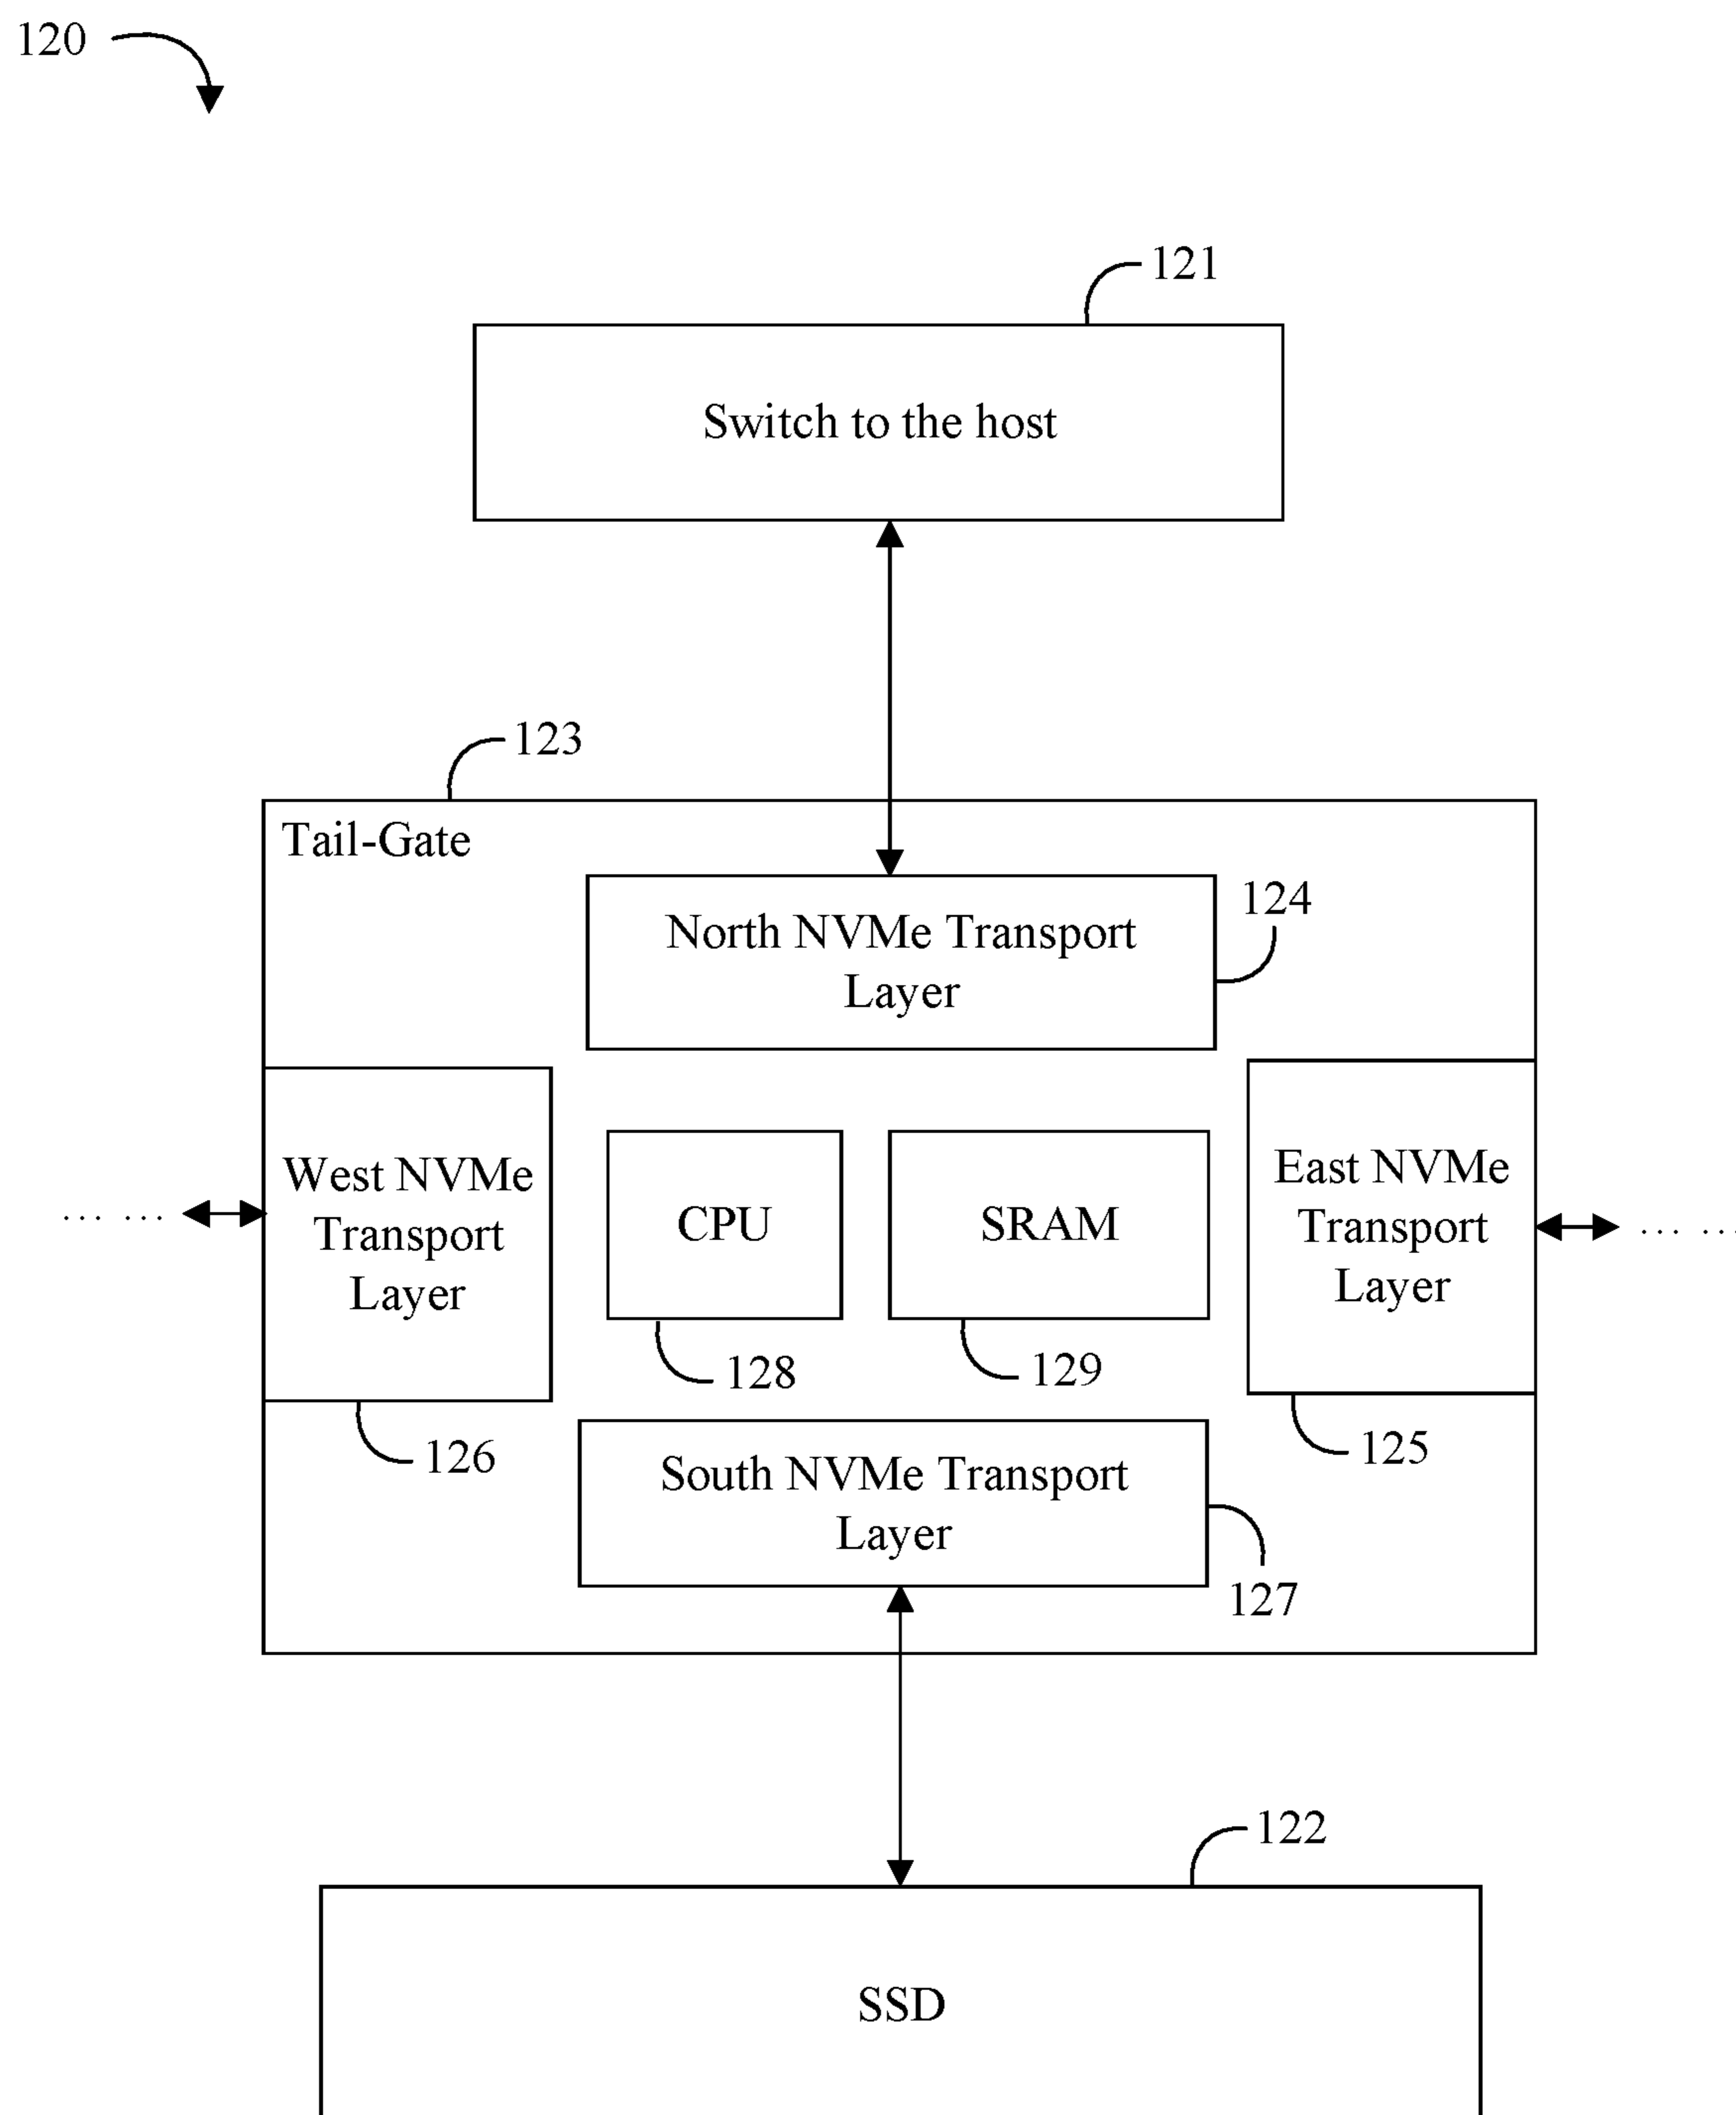 120
121
Switch to the host
123
Tail-Gate
124
North NVMe Transport
Layer
West NVMe
Transport
Layer
CPU
SRAM
East NVMe
Transport
Layer
... ...
... ...
128
129
126
125
South NVMe Transport
Layer
127
122
SSD